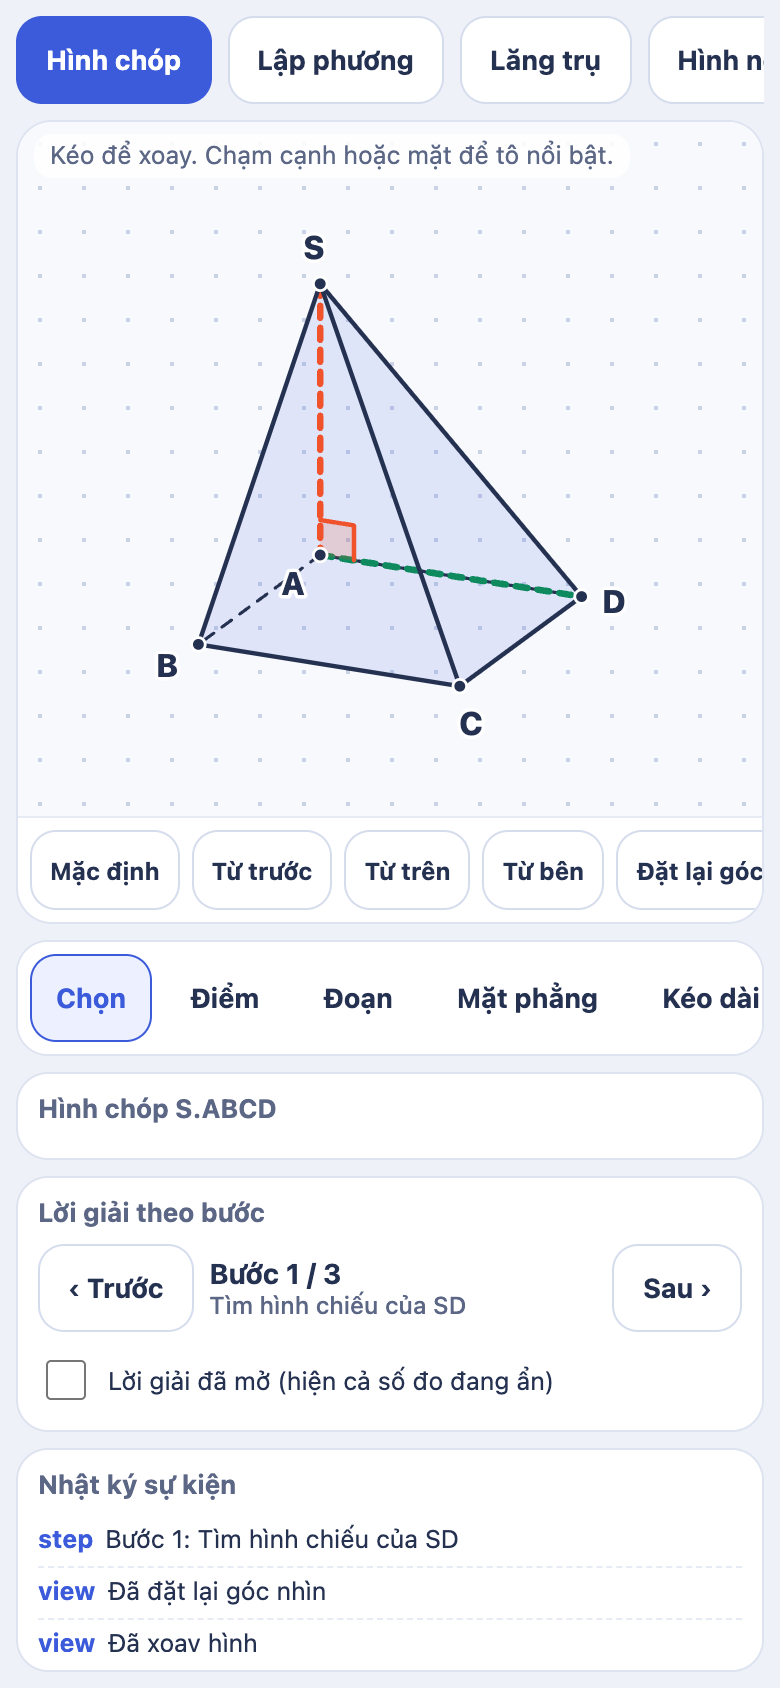 Hình chóp
Lập phương
Lăng trụ
Hình n
Kéo để xoay. Chạm cạnh hoặc mặt để tô nổi bật.
S
A
D
B
C
Mặc định
Từ trước
Từ trên
Từ bên
Đặt lại góc
Chọn
Điểm
Đoạn
Mặt phẳng
Kéo dài
Hình chóp S.ABCD
Lời giải theo bước
‹ Trước
Bước 1 / 3
Tìm hình chiếu của SD
Sau ›
Lời giải đã mở (hiện cả số đo đang ẩn)
Nhật ký sự kiện
step Bước 1: Tìm hình chiếu của SD
view Đã đặt lại góc nhìn
view Đã xoay hình